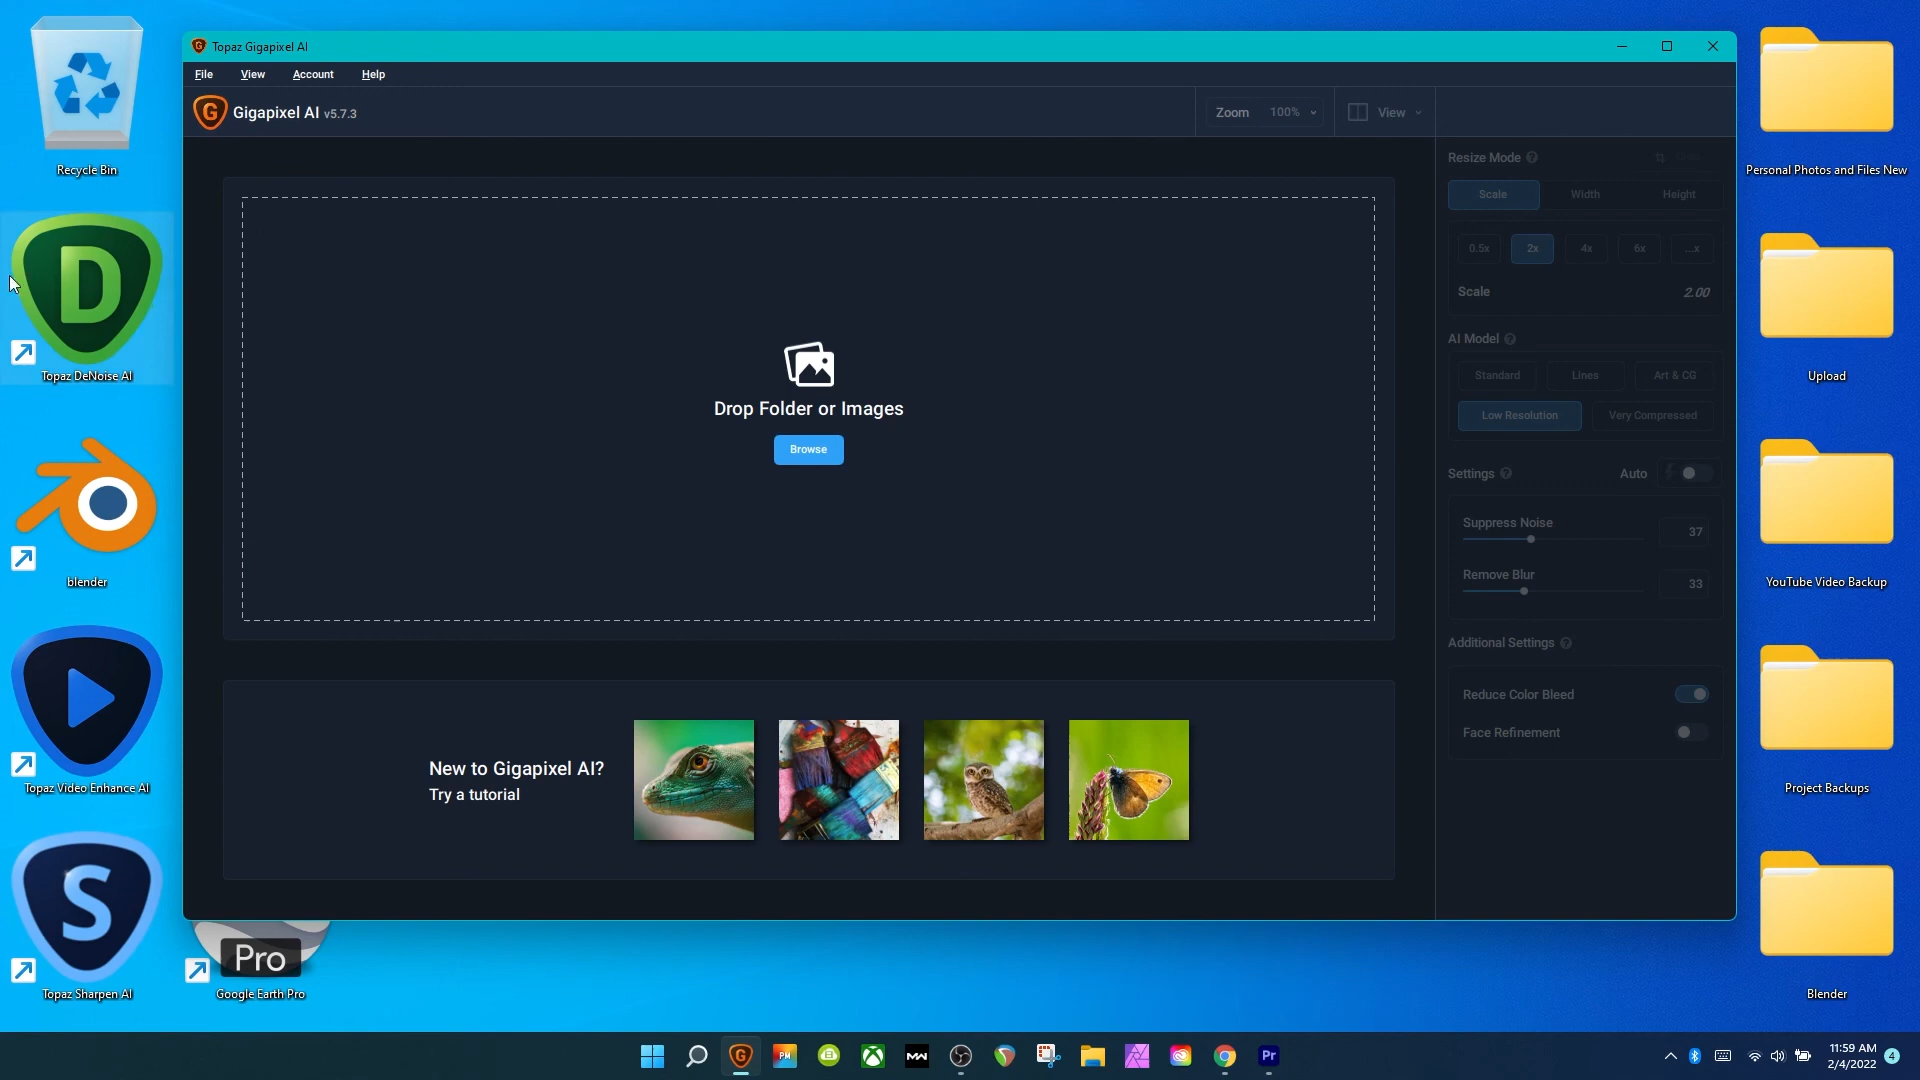 Recycle Bin
Topaz DeNoise AI
blender
Topaz Video Enhance AI
Topaz Sharpen AI
Pro
Google Earth Pro
Topaz Gigapixel AI
File View Account Help
Gigapixel AI v5.7.3
Zoom 100% View
Drop Folder or Images
Browse
New to Gigapixel AI?
Try a tutorial
Resize Mode
Scale Width Height
0.5x 2x 4x 6x ...x
Scale 2.00
AI Model
Standard Lines Art & CG
Low Resolution Very Compressed
Settings Auto
Suppress Noise 37
Remove Blur 33
Additional Settings
Reduce Color Bleed
Face Refinement
Personal Photos and Files New
Upload
YouTube Video Backup
Project Backups
Blender
G PM MW Pr
11:59 AM
2/4/2022 4